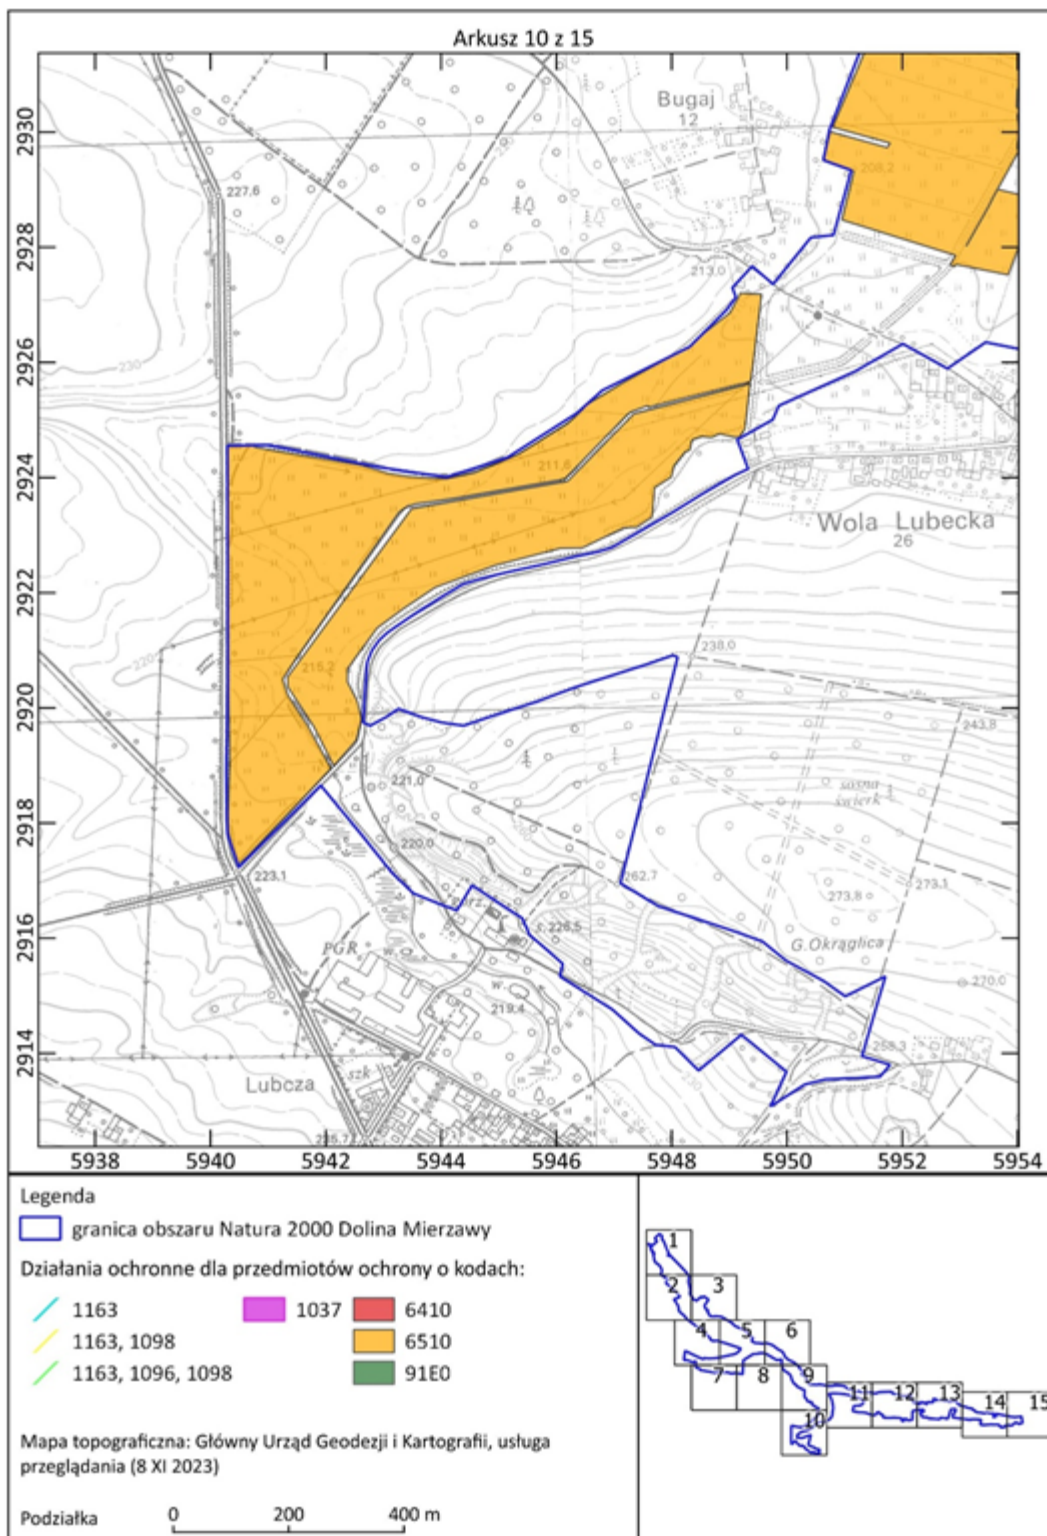 Arkusz 10 z 15
Bugaj
12
208,2
227,6
213,0
230
211,6
Wola Lubecka
26
238,0
220
215,2
243,8
sosna
świerk
221,0
220,0
262,7
273,1
273,8
223,1
226,5
G.Okrąglica
PGR
w.
w.
270,0
219,4
258,3
230
szk
Lubcza
2930
2928
2926
2924
2922
2920
2918
2916
2914
5938 5940 5942 5944 5946 5948 5950 5952 5954
Legenda
granica obszaru Natura 2000 Dolina Mierzawy
Działania ochronne dla przedmiotów ochrony o kodach:
1163 1037 6410
1163, 1098 6510
1163, 1096, 1098 91E0
Mapa topograficzna: Główny Urząd Geodezji i Kartografii, usługa
przeglądania (8 XI 2023)
Podziałka 0 200 400 m
1
2 3
4 5 6
7 8 9
10 11 12 13 14 15